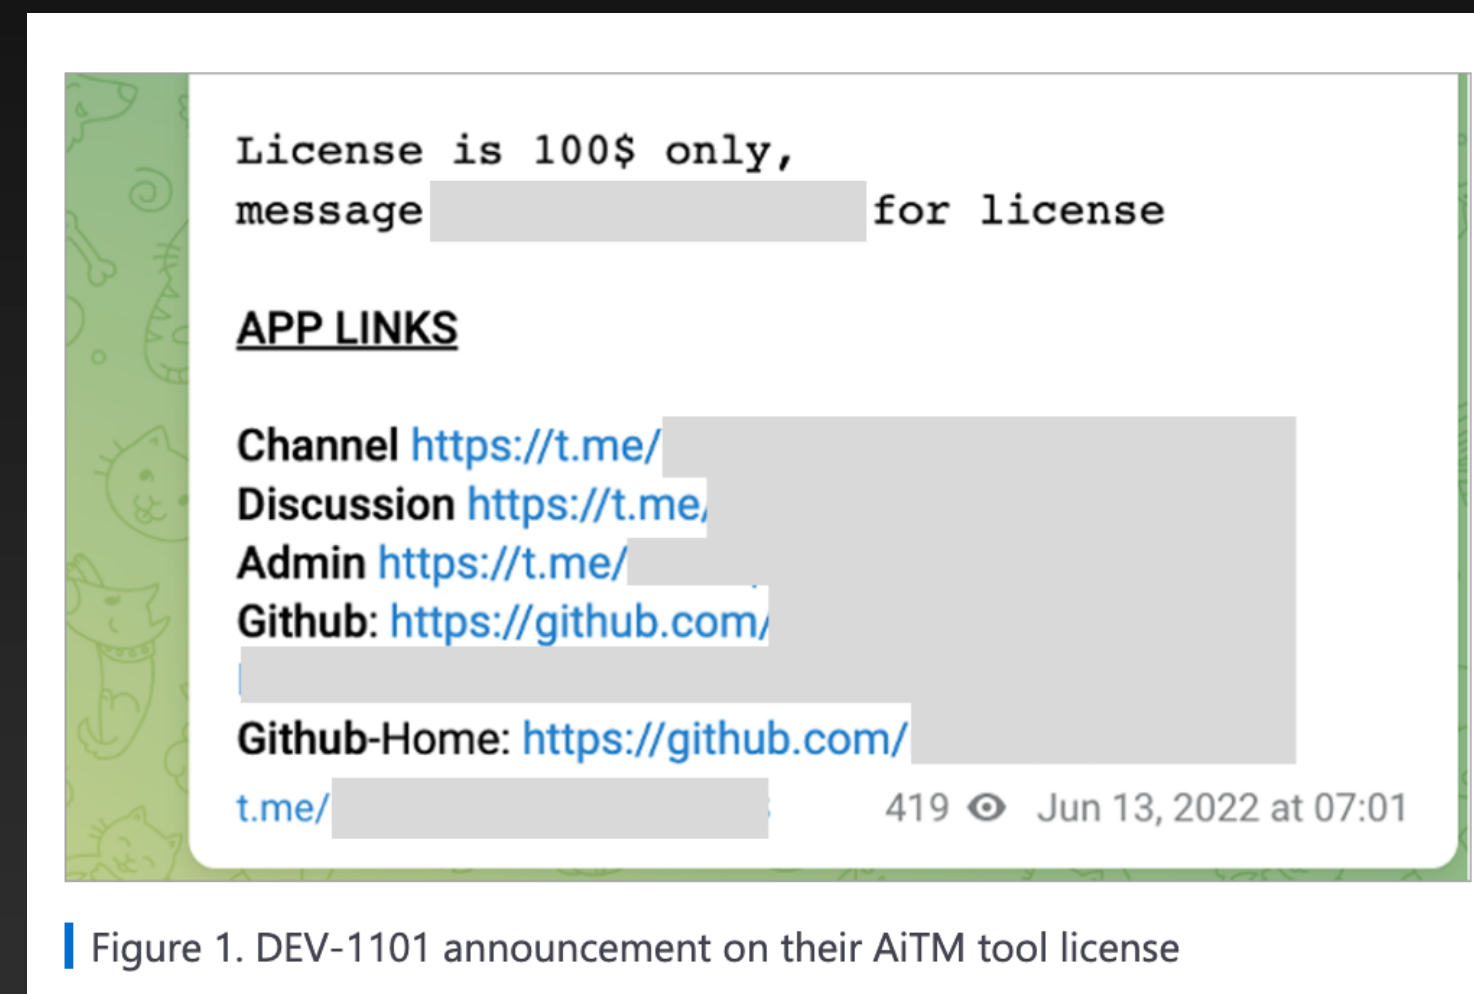 License is 100$ only,
message for license
APP LINKS
Channel https://t.me/
Discussion https://t.me/
Admin https://t.me/
Github: https://github.com/
Github-Home: https://github.com/
t.me/
419 Jun 13, 2022 at 07:01
Figure 1. DEV-1101 announcement on their AiTM tool license